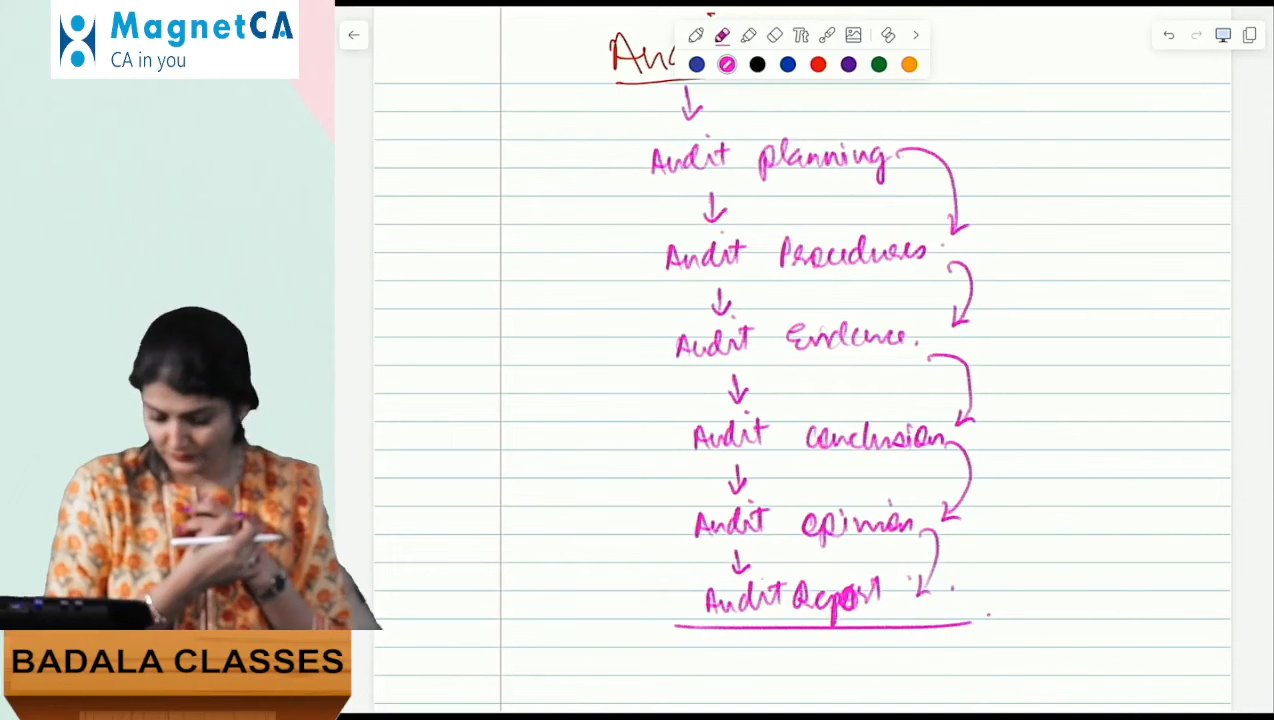 MagnetCA
CA in you
Audit planning
Audit Procedures
Audit Evidence.
Audit conclusion
Audit opinion
Audit Report
BADALA CLASSES